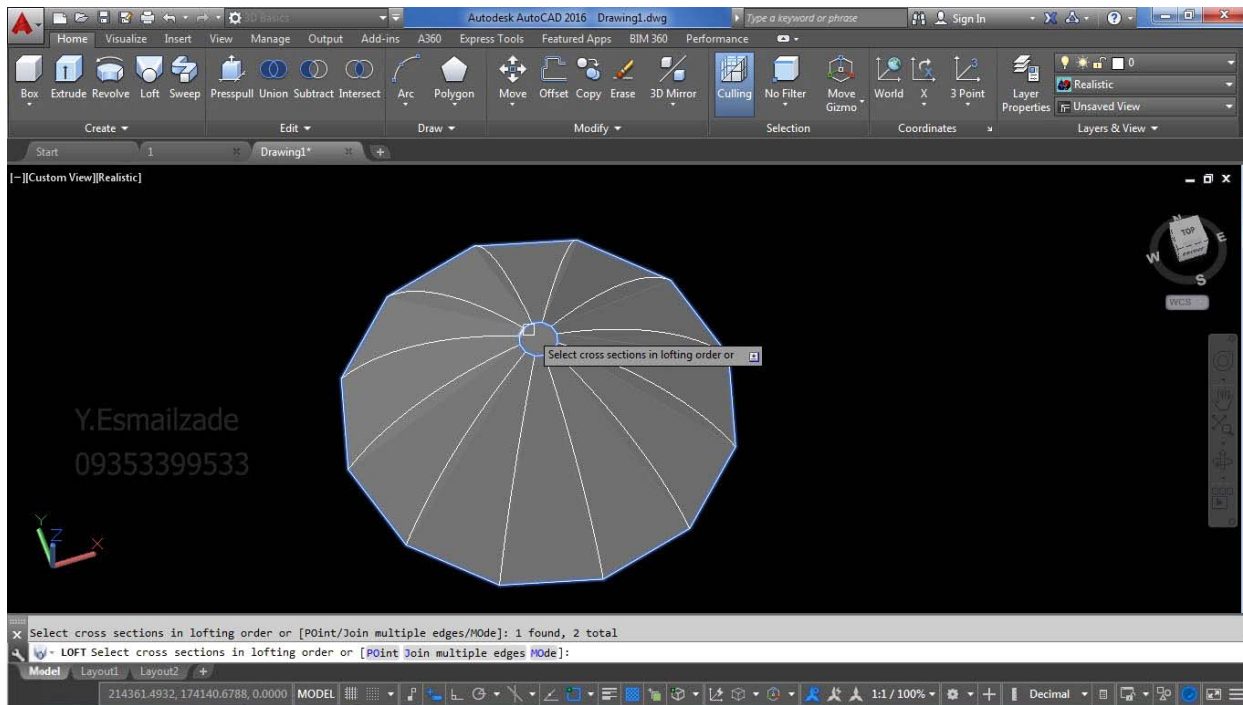 3D Basics
Autodesk AutoCAD 2016 Drawing1.dwg
Type a keyword or phrase
Sign In
Home Visualize Insert View Manage Output Add-ins A360 Express Tools Featured Apps BIM 360 Performance
Box Extrude Revolve Loft Sweep Presspull Union Subtract Intersect Arc Polygon Move Offset Copy Erase 3D Mirror Culling No Filter Move Gizmo World X 3 Point Layer Properties
0
Realistic
Unsaved View
Create Edit Draw Modify Selection Coordinates Layers & View
Start 1 Drawing1* +
[−][Custom View][Realistic]
N
TOP
FRONT
W E
S
WCS
Select cross sections in lofting order or
Y.Esmailzade
09353399533
Y
Z
X
Select cross sections in lofting order or [POint/Join multiple edges/MOde]: 1 found, 2 total
LOFT Select cross sections in lofting order or [POint Join multiple edges MOde]:
Model Layout1 Layout2 +
214361.4932, 174140.6788, 0.0000 MODEL 1:1 / 100% Decimal